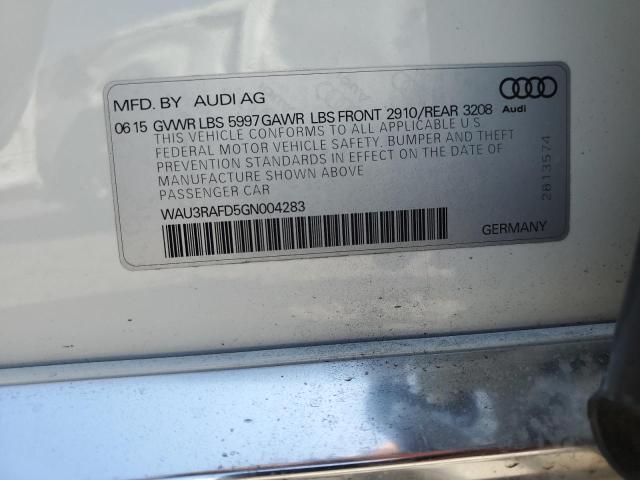 MFD. BY AUDI AG
06 15 GVWR LBS 5997 GAWR LBS FRONT 2910/REAR 3208
THIS VEHICLE CONFORMS TO ALL APPLICABLE U S
FEDERAL MOTOR VEHICLE SAFETY, BUMPER AND THEFT
PREVENTION STANDARDS IN EFFECT ON THE DATE OF
MANUFACTURE SHOWN ABOVE
PASSENGER CAR
WAU3RAFD5GN004283
GERMANY
Audi
2813574